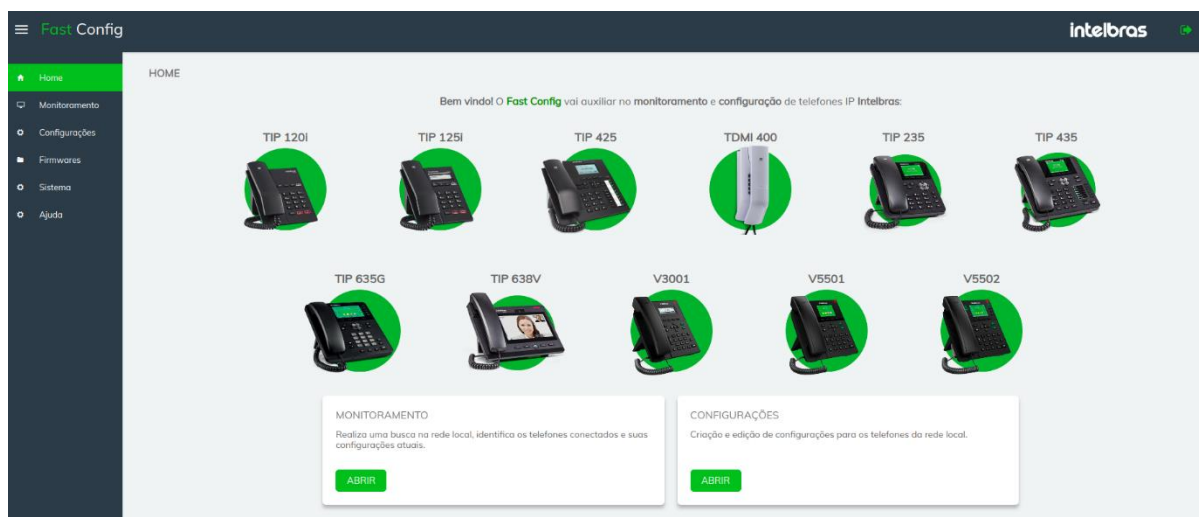 Fast Config
intelbras
Home
Monitoramento
Configurações
Firmwares
Sistema
Ajuda
HOME
Bem vindo! O Fast Config vai auxiliar no monitoramento e configuração de telefones IP Intelbras:
TIP 120I
TIP 125I
TIP 425
TDMI 400
TIP 235
TIP 435
TIP 635G
TIP 638V
V3001
V5501
V5502
MONITORAMENTO
Realiza uma busca na rede local, identifica os telefones conectados e suas
configurações atuais.
ABRIR
CONFIGURAÇÕES
Criação e edição de configurações para os telefones da rede local.
ABRIR